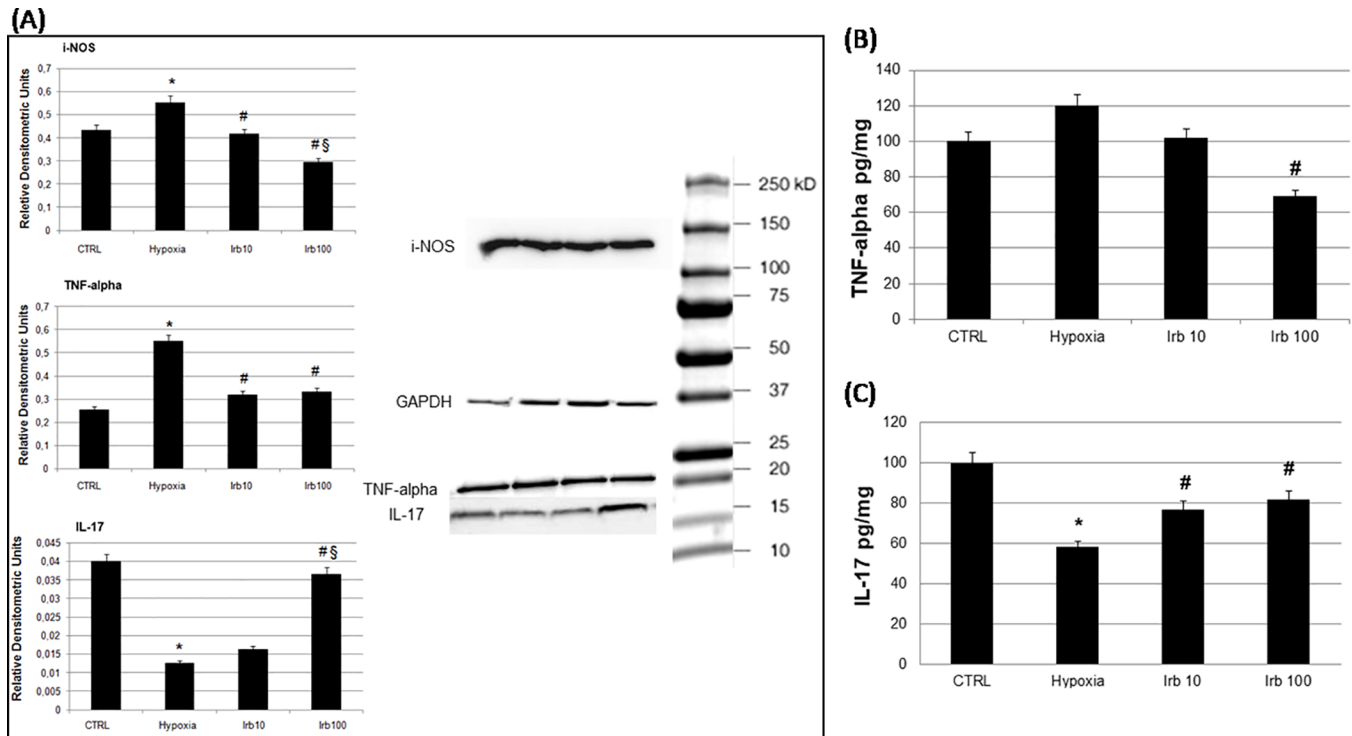 (A)
i-NOS
Reletive Densitometric Units
0,7
0,6
0,5
0,4
0,3
0,2
0,1
0
*
#
#§
CTRL Hypoxia Irb10 Irb100
TNF-alpha
Relative Densitometric Units
0,7
0,6
0,5
0,4
0,3
0,2
0,1
0
*
#
#
CTRL Hypoxia Irb10 Irb100
IL-17
Relative Densitometric Units
0,045
0,04
0,035
0,03
0,025
0,02
0,015
0,01
0,005
0
*
#§
CTRL Hypoxia Irb10 Irb100
i-NOS
GAPDH
TNF-alpha
IL-17
250 kD
150
100
75
50
37
25
20
15
10
(B)
TNF-alpha pg/mg
140
120
100
80
60
40
20
0
#
CTRL Hypoxia Irb 10 Irb 100
(C)
IL-17 pg/mg
120
100
80
60
40
20
0
*
#
#
CTRL Hypoxia Irb 10 Irb 100